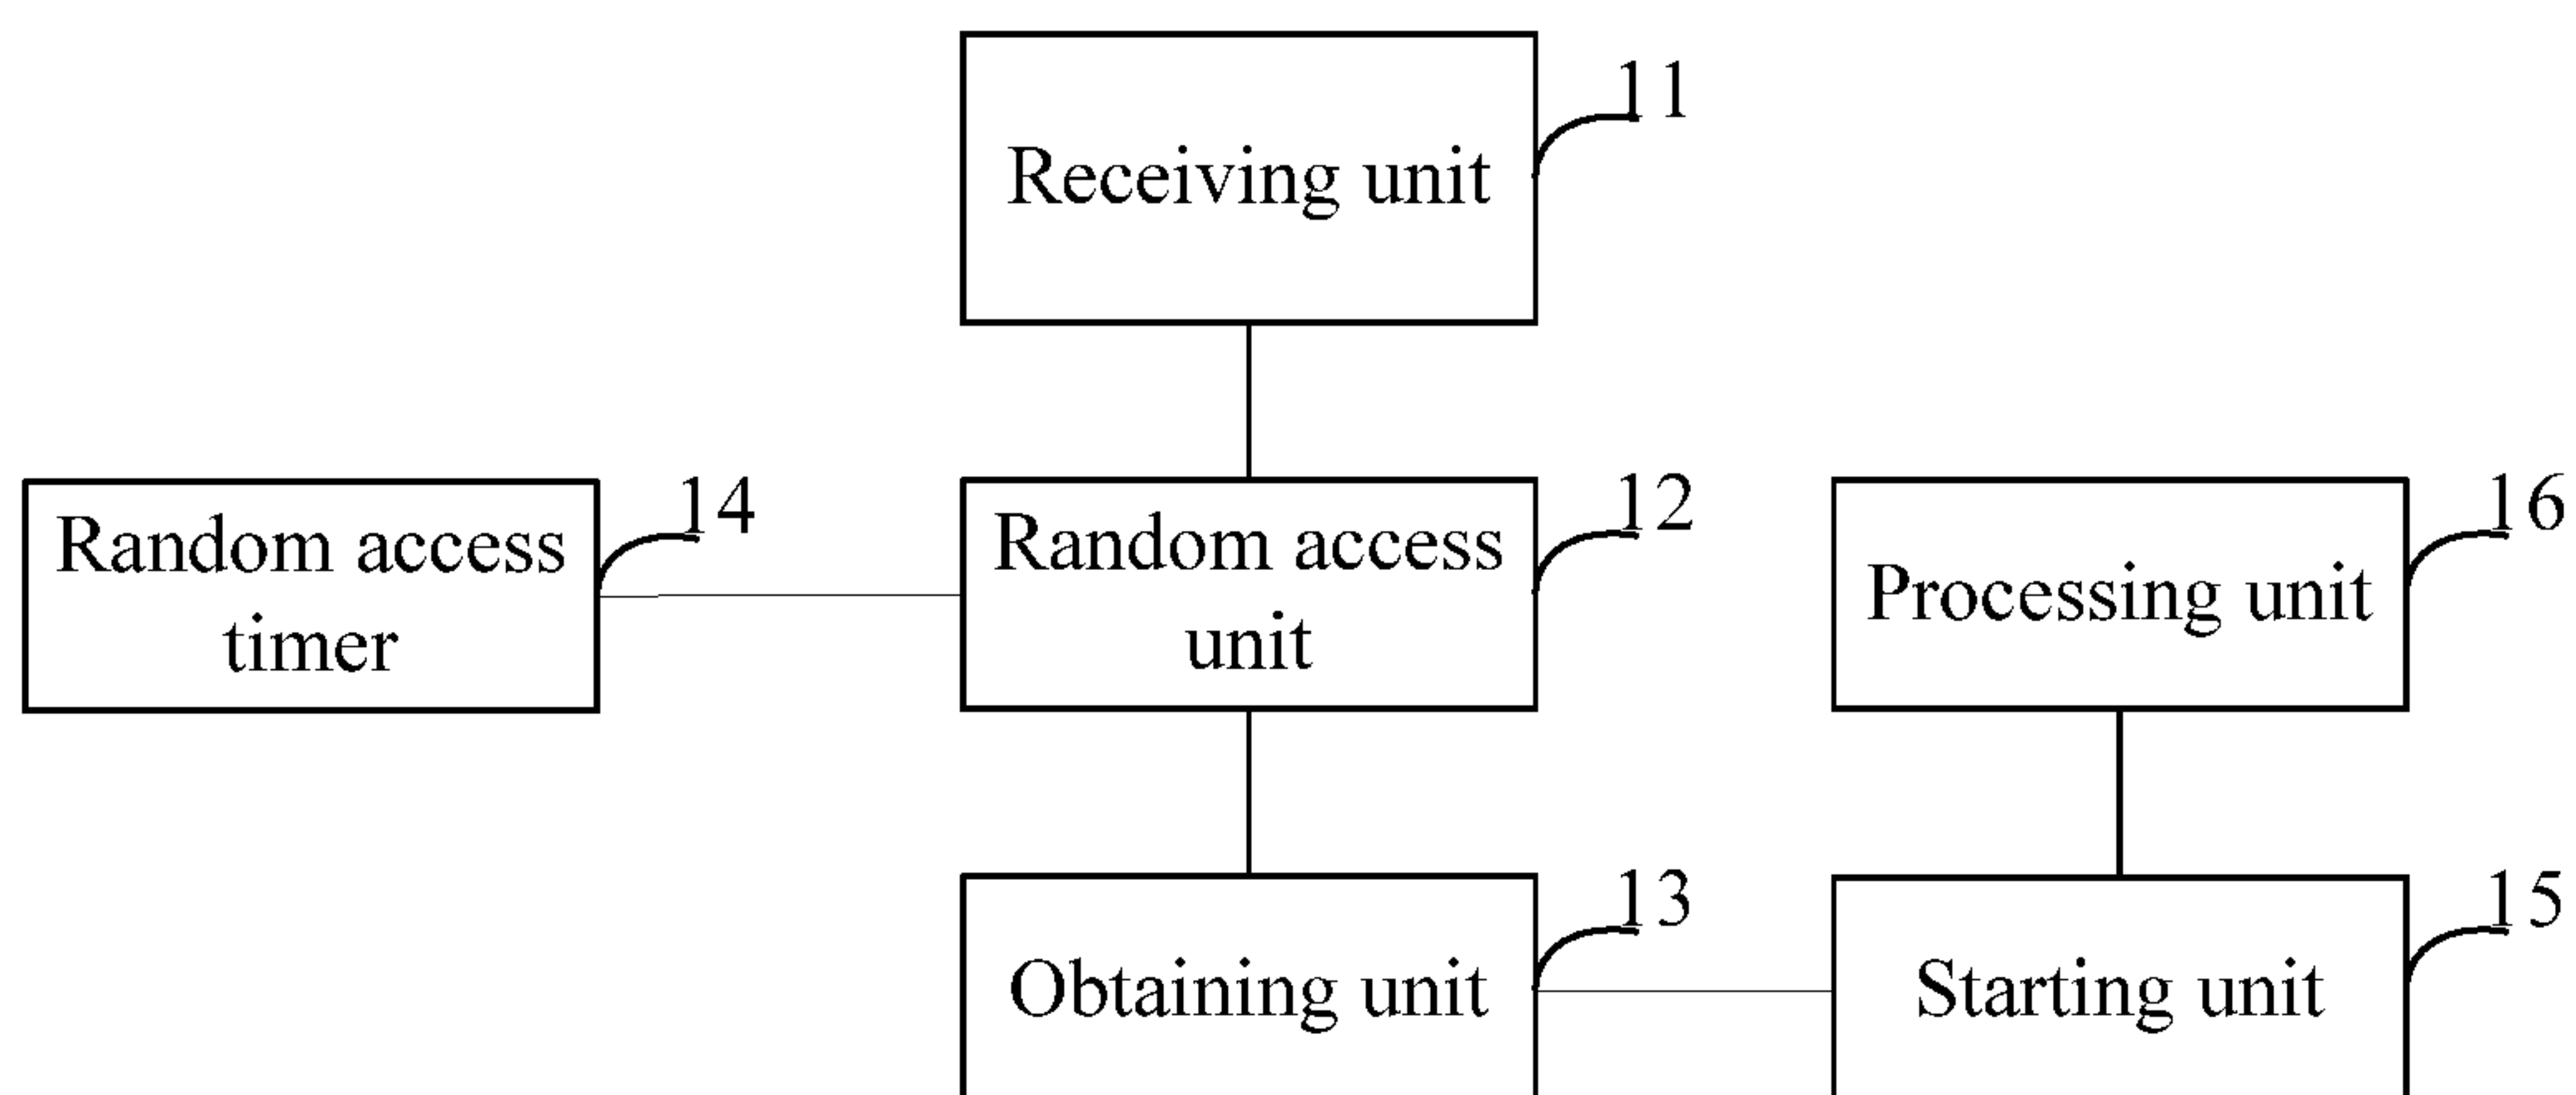 11
Receiving unit
14
12
16
Random access
timer
Random access
unit
Processing unit
13
15
Obtaining unit
Starting unit